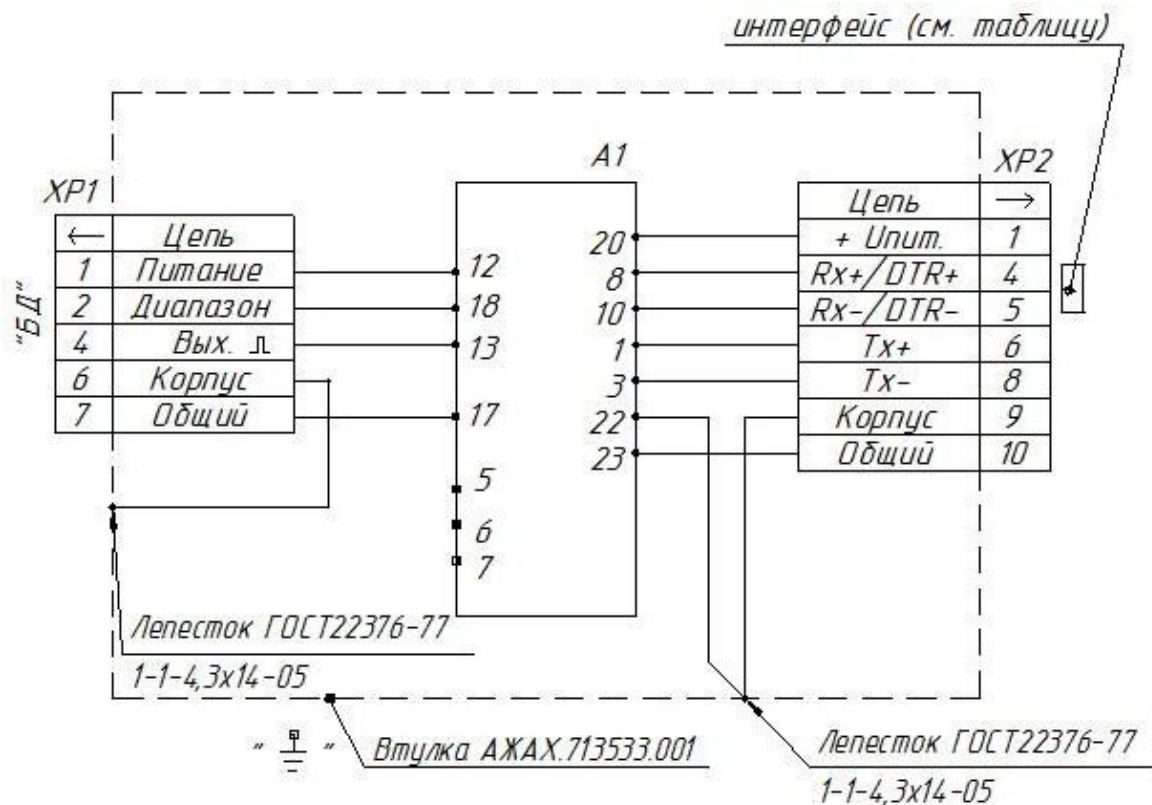 интерфейс (см. таблицу)
A1
XP1
XP2
"БД"
← Цепь
1 Питание
2 Диапазон
4 Вых.
6 Корпус
7 Общий
12
18
13
17
5
6
7
20
8
10
1
3
22
23
Цепь →
+ Uпит. 1
Rx+/DTR+ 4
Rx-/DTR- 5
Tx+ 6
Tx- 8
Корпус 9
Общий 10
Лепесток ГОСТ22376-77
1-1-4,3x14-05
" "
Втулка АЖАХ.713533.001
Лепесток ГОСТ22376-77
1-1-4,3x14-05